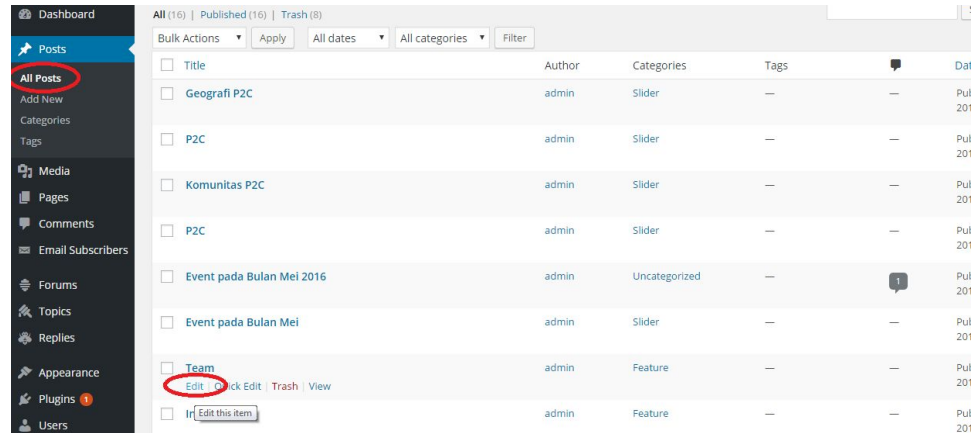 Dashboard
Posts
All Posts
Add New
Categories
Tags
Media
Pages
Comments
Email Subscribers
Forums
Topics
Replies
Appearance
Plugins 1
Users
All (16) | Published (16) | Trash (8)
Bulk Actions Apply All dates All categories Filter
Title Author Categories Tags
Geografi P2C admin Slider — —
P2C admin Slider — —
Komunitas P2C admin Slider — —
P2C admin Slider — —
Event pada Bulan Mei 2016 admin Uncategorized — 1
Event pada Bulan Mei admin Slider — —
Team admin Feature — —
Edit | Quick Edit | Trash | View
Edit this item
admin Feature — —